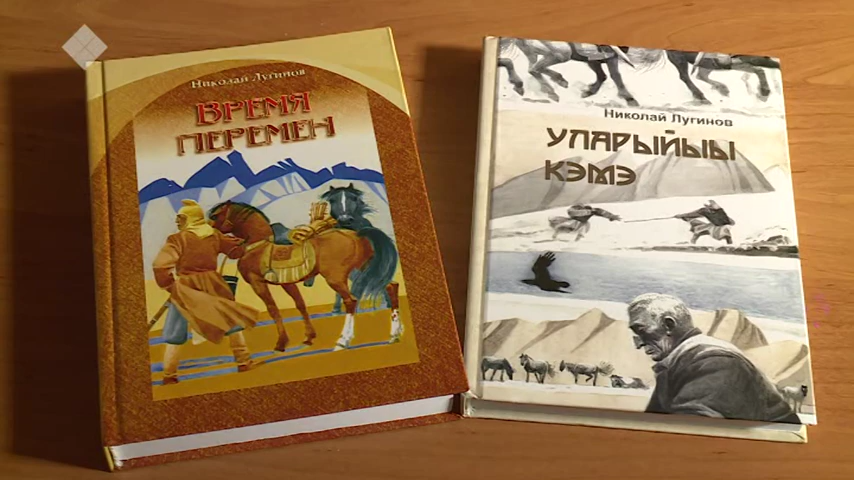 Николай Лугинов
ВРЕМЯ
ПЕРЕМЕН
Николай Лугинов
УЛАРЫЙЫЫ
КЭМЭ